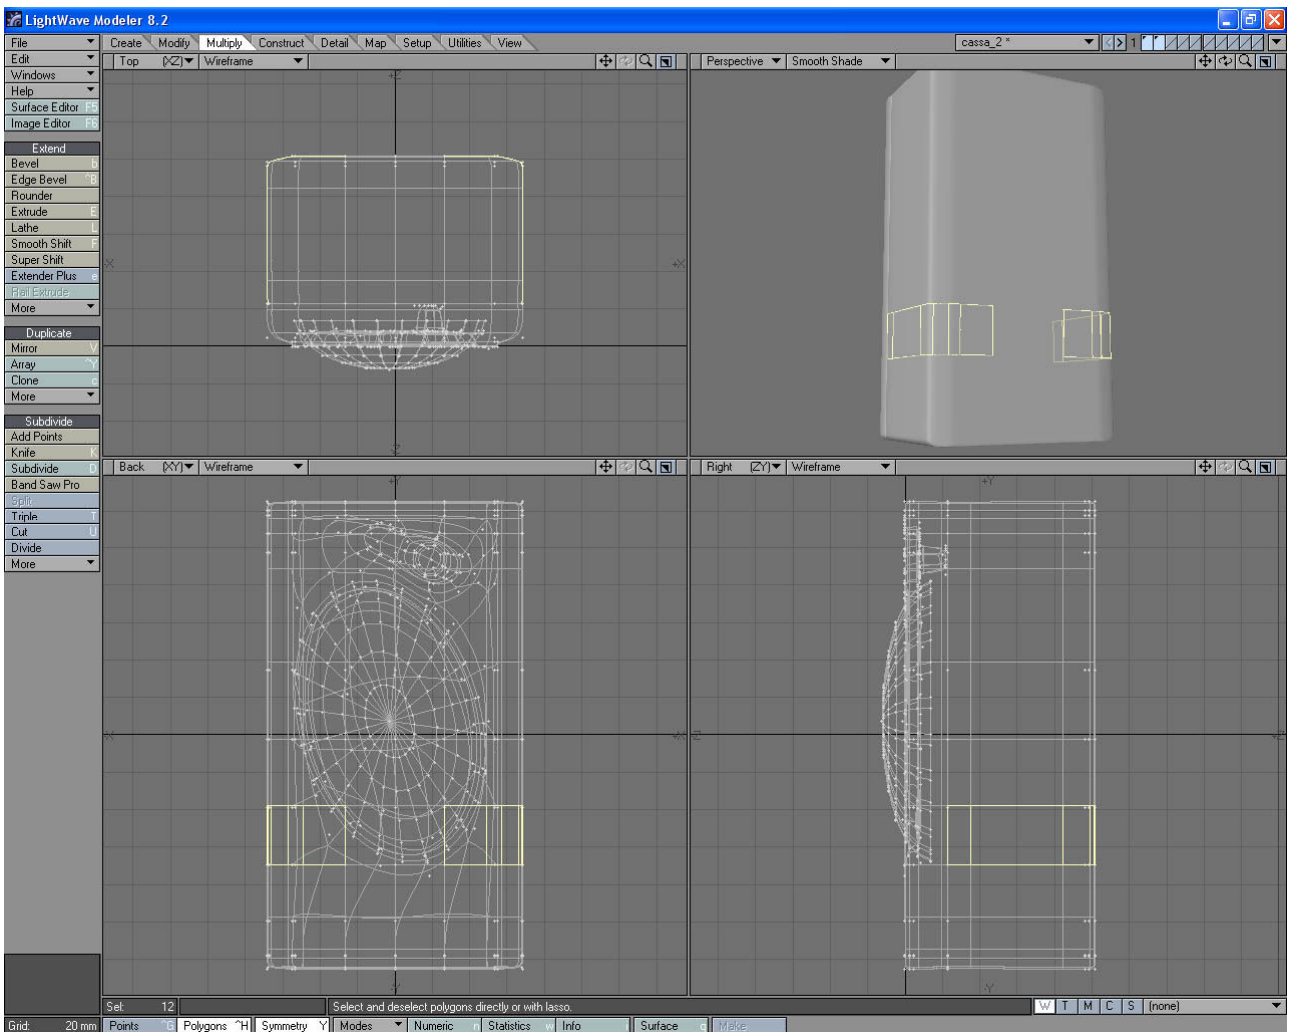 LightWave Modeler 8.2
File Create Modify Multiply Construct Detail Map Setup Utilities View cassa_2 * 1
Edit Top (XZ) Wireframe Perspective Smooth Shade
Windows
Help
Surface Editor F5
Image Editor F6
Extend
Bevel b
Edge Bevel ^B
Rounder
Extrude E
Lathe L
Smooth Shift F
Super Shift
Extender Plus e
Rail Extrude
More
Duplicate
Mirror V
Array ^Y
Clone c
More
Subdivide
Add Points
Knife K
Subdivide D
Band Saw Pro
Split
Triple T
Cut U
Divide
More
+Z
-X +X
-Z
Back (XY) Wireframe Right (ZY) Wireframe
+Y +Y
-X +X -Z +Z
-Y -Y
Sel: 12 Select and deselect polygons directly or with lasso. W T M C S (none)
Grid: 20 mm Points ^G Polygons ^H Symmetry Y Modes Numeric n Statistics w Info i Surface q Make